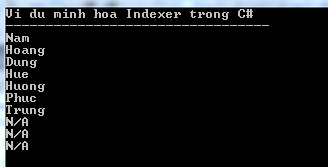 Vi du minh hoa Indexer trong C#
---------------------------------
Nam
Hoang
Dung
Hue
Huong
Phuc
Trung
N/A
N/A
N/A